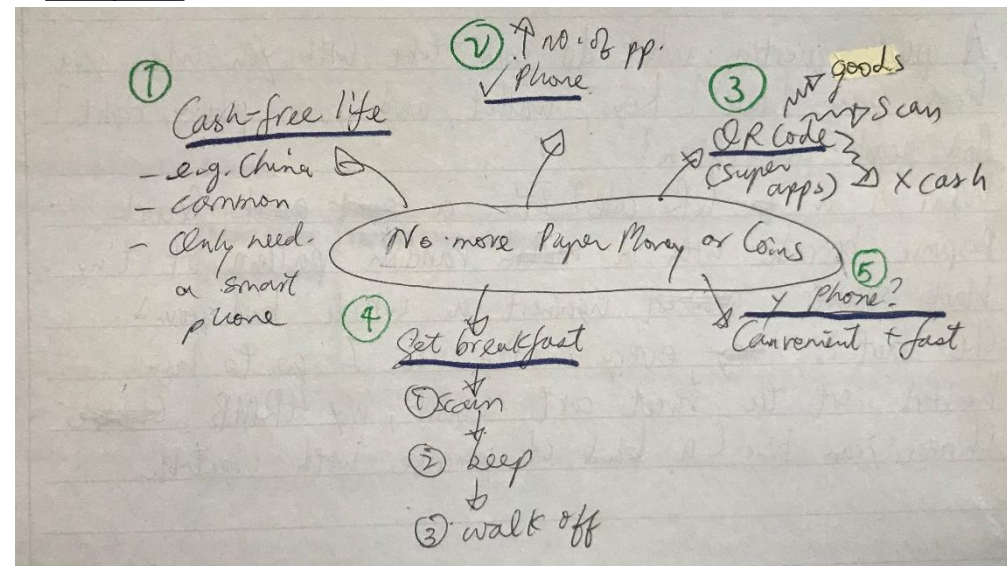 ①
Cash-free life
- e.g. China
- common
- Only need
a smart
phone
② ↑ no. of pp.
✓ Phone
③
goods
Scan
QR Code
(super
apps)
x cash
No more Paper Money or Coins
④
Get breakfast
① scan
② beep
③ walk off
⑤
y phone?
Convenient + fast